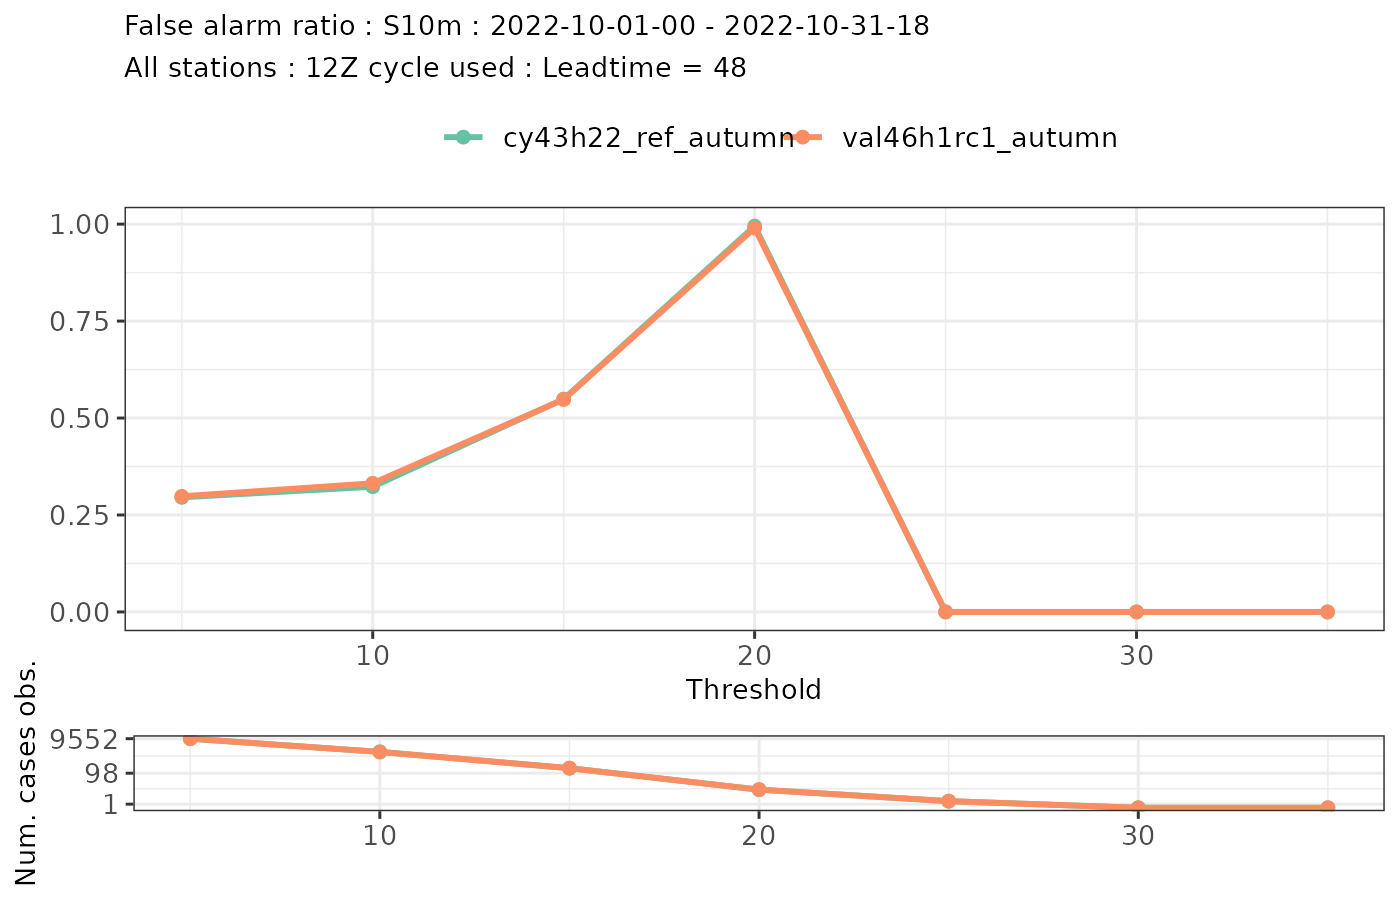 False alarm ratio : S10m : 2022-10-01-00 - 2022-10-31-18
All stations : 12Z cycle used : Leadtime = 48
cy43h22_ref_autumn val46h1rc1_autumn
1.00
0.75
0.50
0.25
0.00
10 20 30
Threshold
Num. cases obs.
9552
98
1
10 20 30